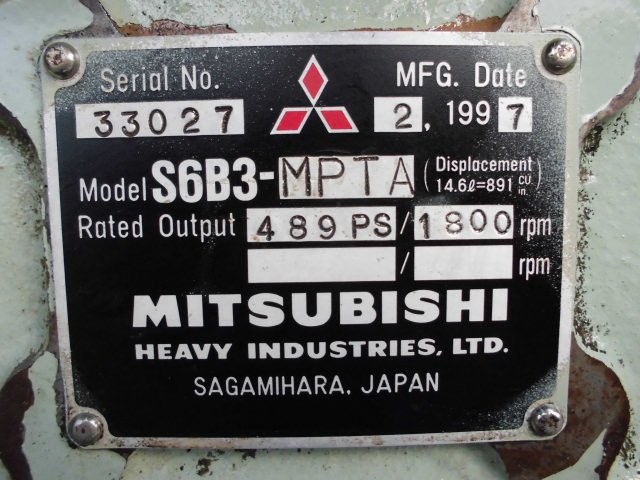 Serial No. MFG. Date
33027 2, 1997
Model S6B3-MPTA (Displacement 14.6ℓ=891 cu. in.)
Rated Output 489 PS / 1800 rpm
/ rpm
MITSUBISHI
HEAVY INDUSTRIES, LTD.
SAGAMIHARA, JAPAN